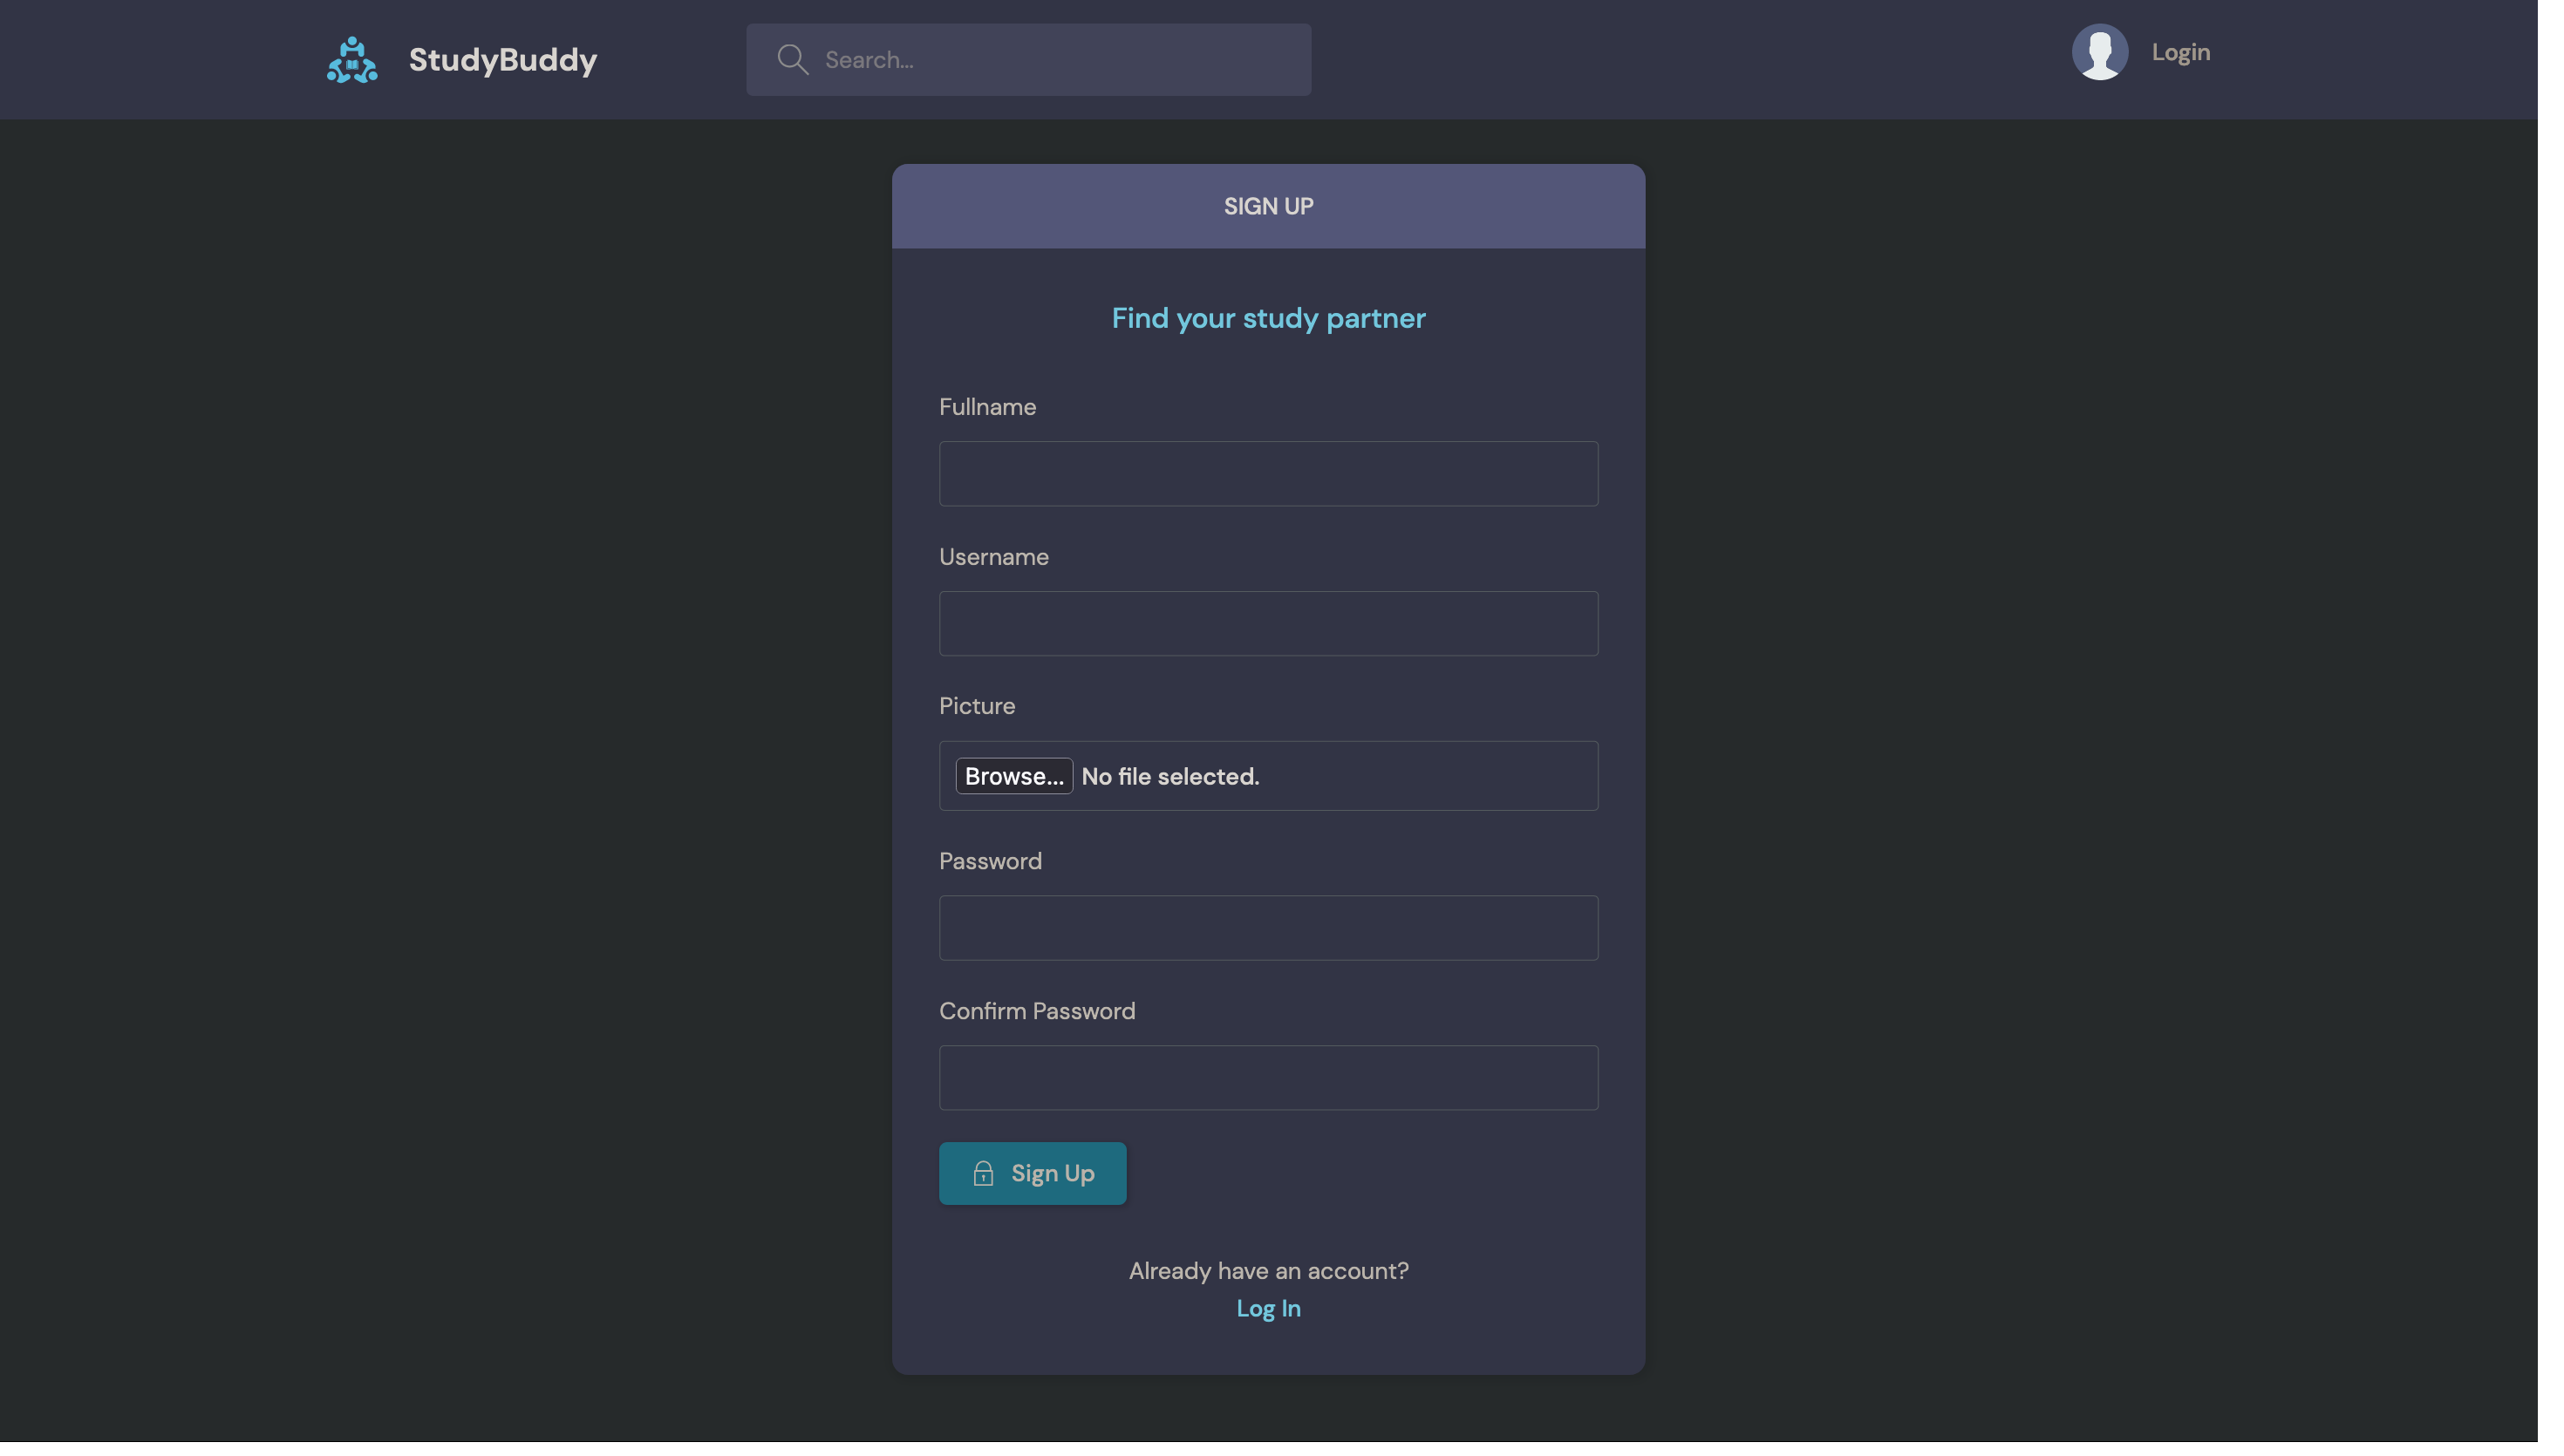 StudyBuddy
Search...
Login
SIGN UP
Find your study partner
Fullname
Username
Picture
Browse... No file selected.
Password
Confirm Password
Sign Up
Already have an account?
Log In